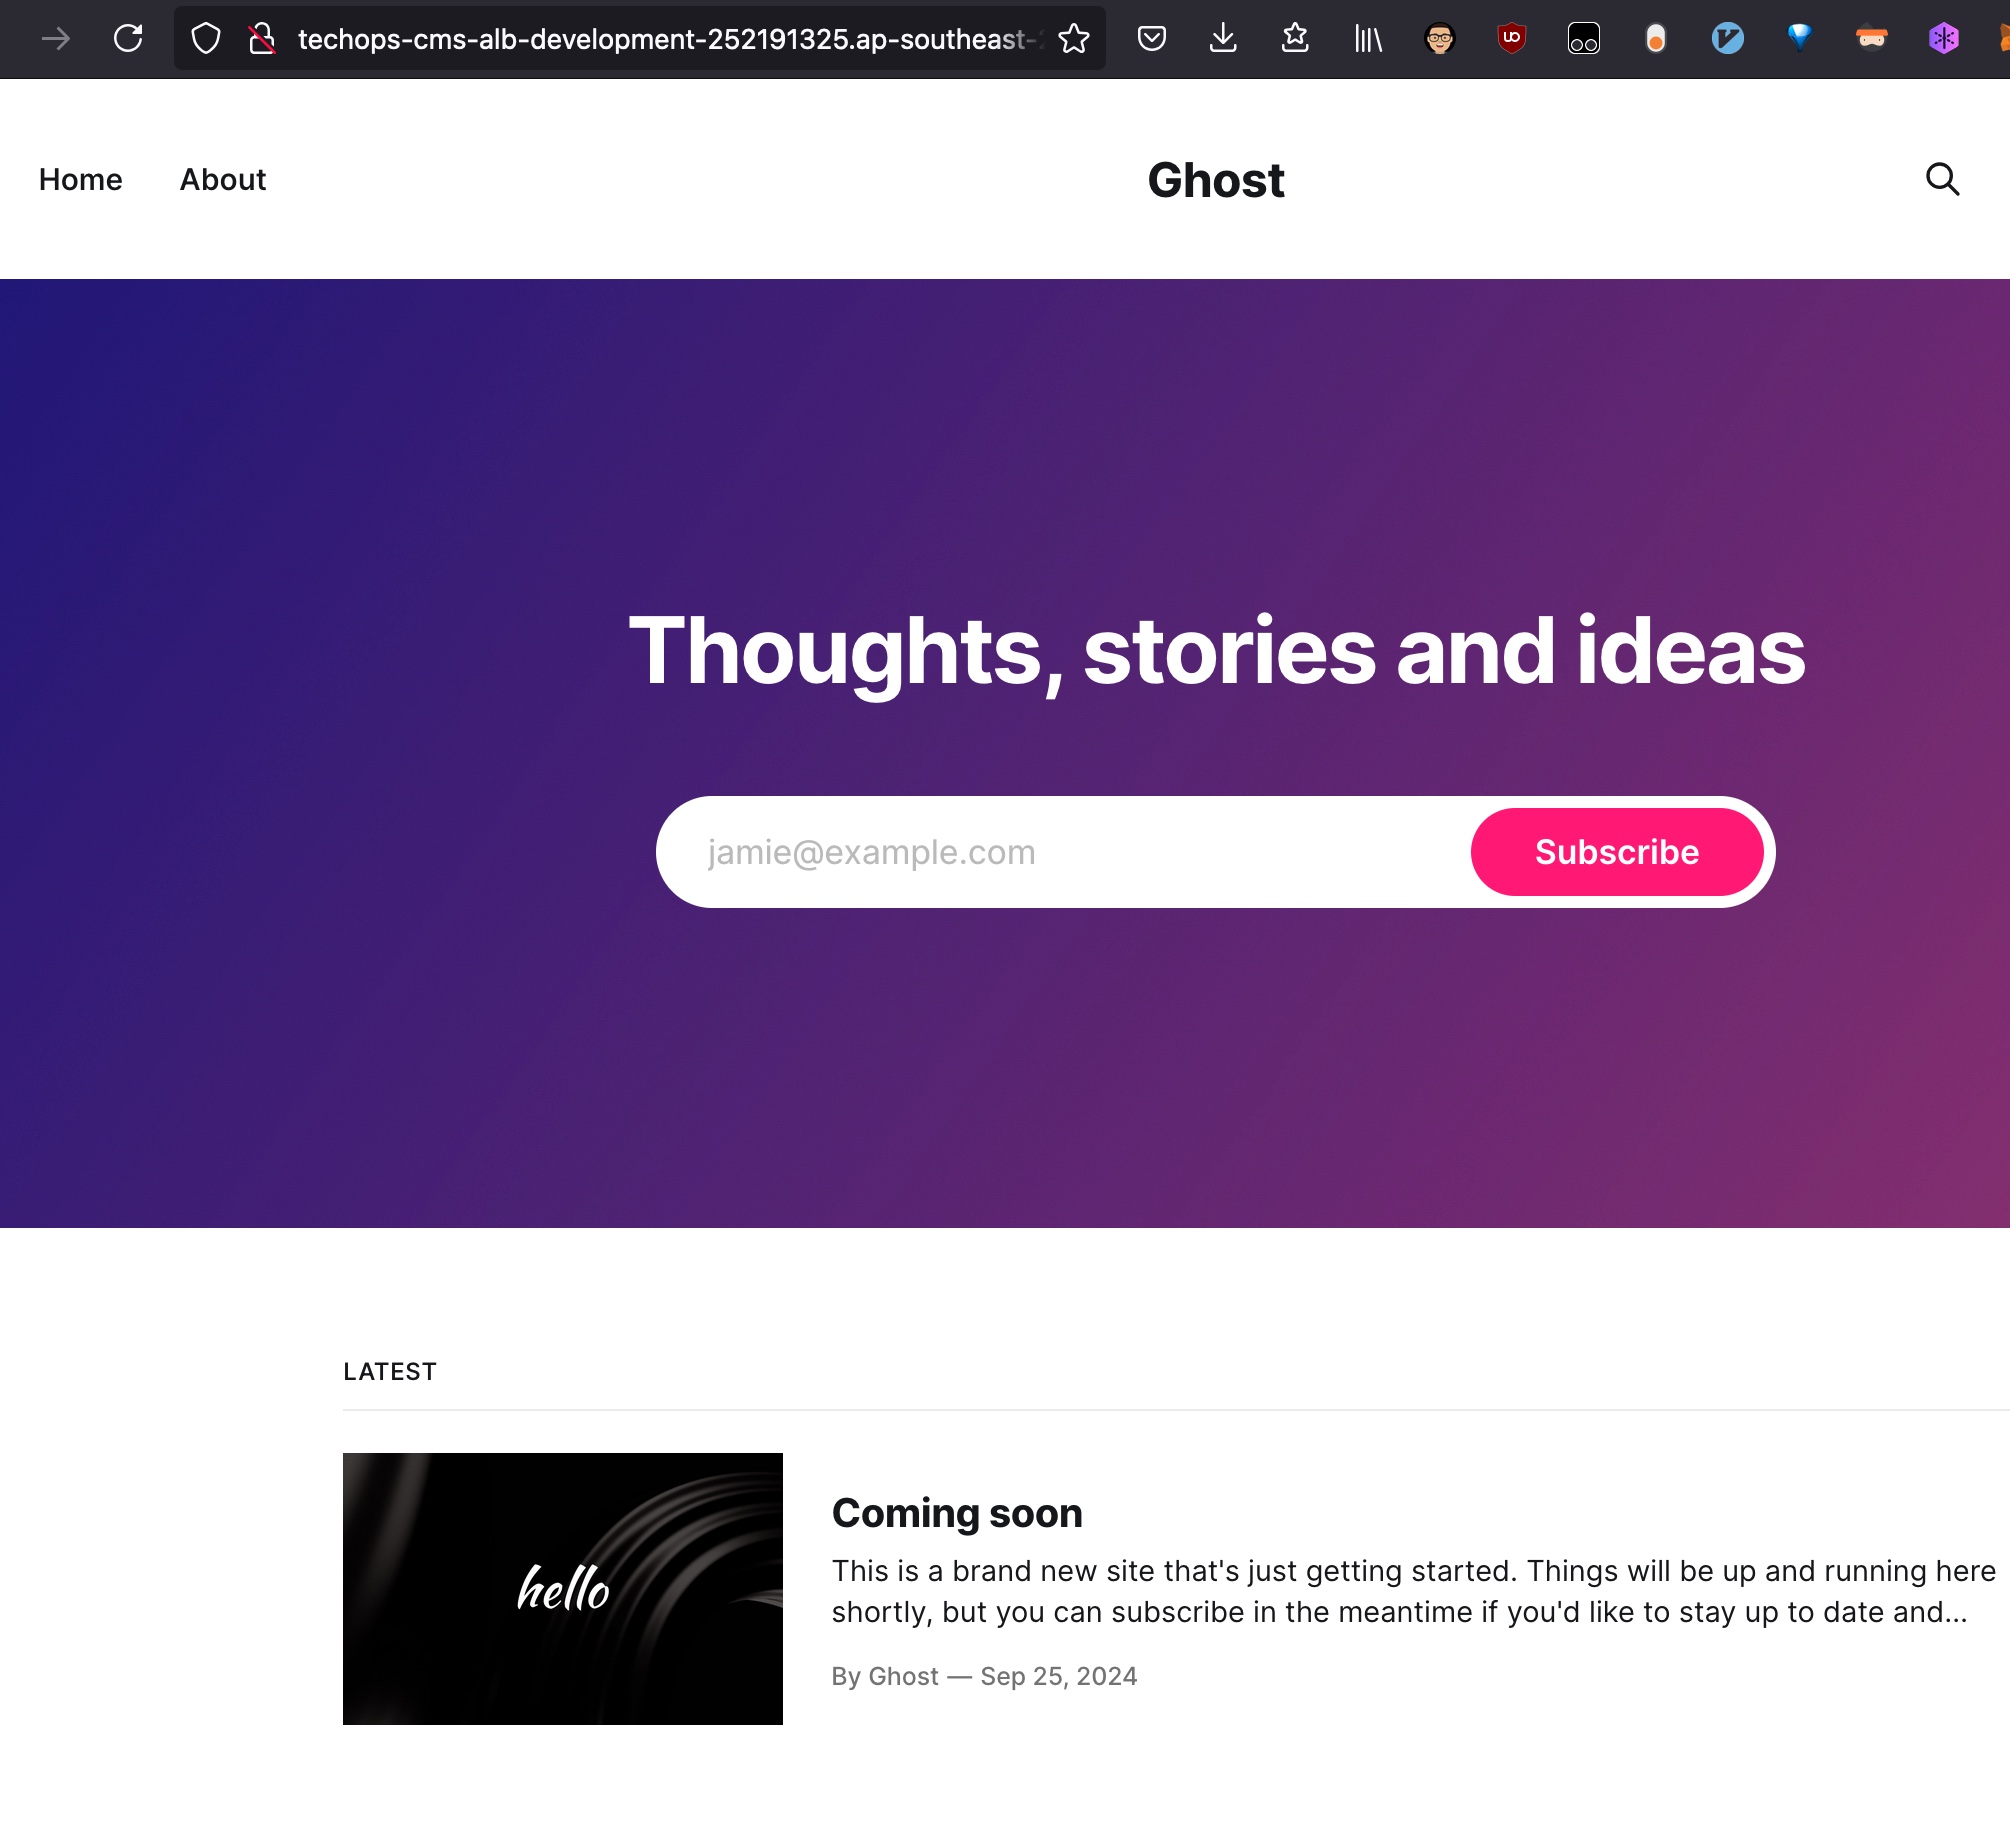 techops-cms-alb-development-252191325.ap-southeast-
Home About Ghost
Thoughts, stories and ideas
jamie@example.com Subscribe
LATEST
hello
Coming soon
This is a brand new site that's just getting started. Things will be up and running here
shortly, but you can subscribe in the meantime if you'd like to stay up to date and...
By Ghost — Sep 25, 2024